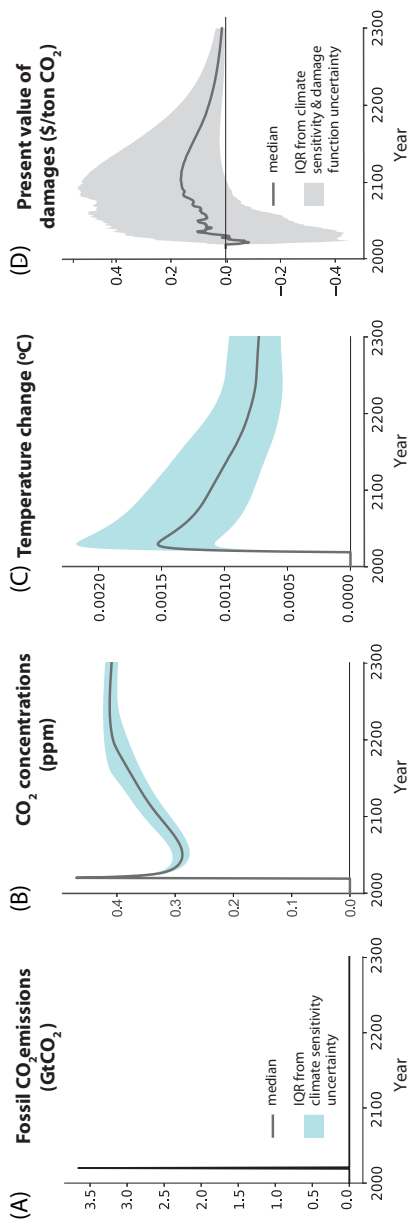 (A)
Fossil CO₂ emissions
(GtCO₂)
3.5
3.0
2.5
2.0
1.5
1.0
0.5
0.0
median
IQR from
climate sensitivity
uncertainty
2000
2100
2200
2300
Year
(B)
CO₂ concentrations
(ppm)
0.4
0.3
0.2
0.1
0.0
2000
2100
2200
2300
Year
(C) Temperature change (ºC)
0.0020
0.0015
0.0010
0.0005
0.0000
2000
2100
2200
2300
Year
(D)
Present value of
damages ($/ton CO₂)
0.4
0.2
0.0
−0.2
−0.4
median
IQR from climate
sensitivity & damage
function uncertainty
2000
2100
2200
2300
Year